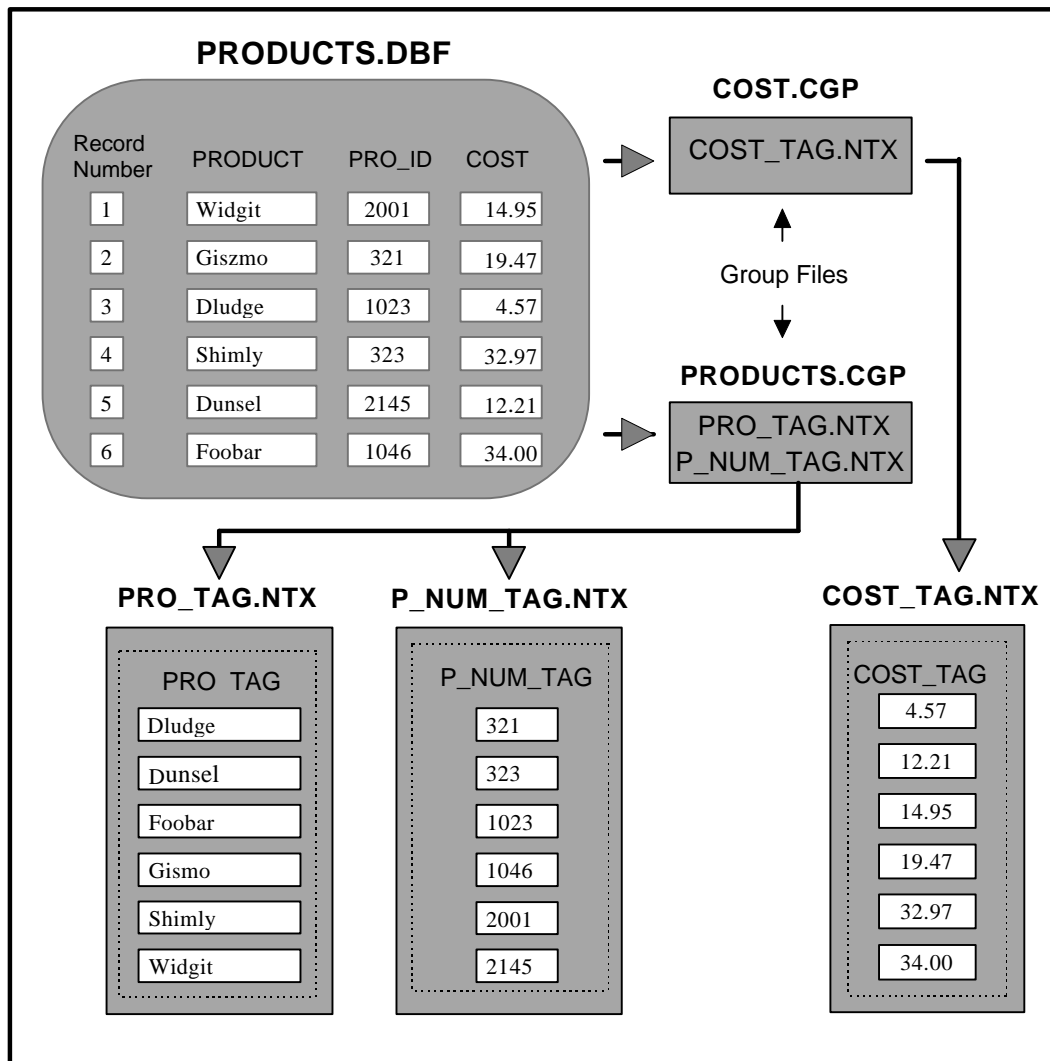 PRODUCTS.DBF
Record
Number
PRODUCT PRO_ID COST
1 Widgit 2001 14.95
2 Giszmo 321 19.47
3 Dludge 1023 4.57
4 Shimly 323 32.97
5 Dunsel 2145 12.21
6 Foobar 1046 34.00
COST.CGP
COST_TAG.NTX
Group Files
PRODUCTS.CGP
PRO_TAG.NTX
P_NUM_TAG.NTX
PRO_TAG.NTX
PRO TAG
Dludge
Dunsel
Foobar
Gismo
Shimly
Widgit
P_NUM_TAG.NTX
P_NUM_TAG
321
323
1023
1046
2001
2145
COST_TAG.NTX
COST_TAG
4.57
12.21
14.95
19.47
32.97
34.00